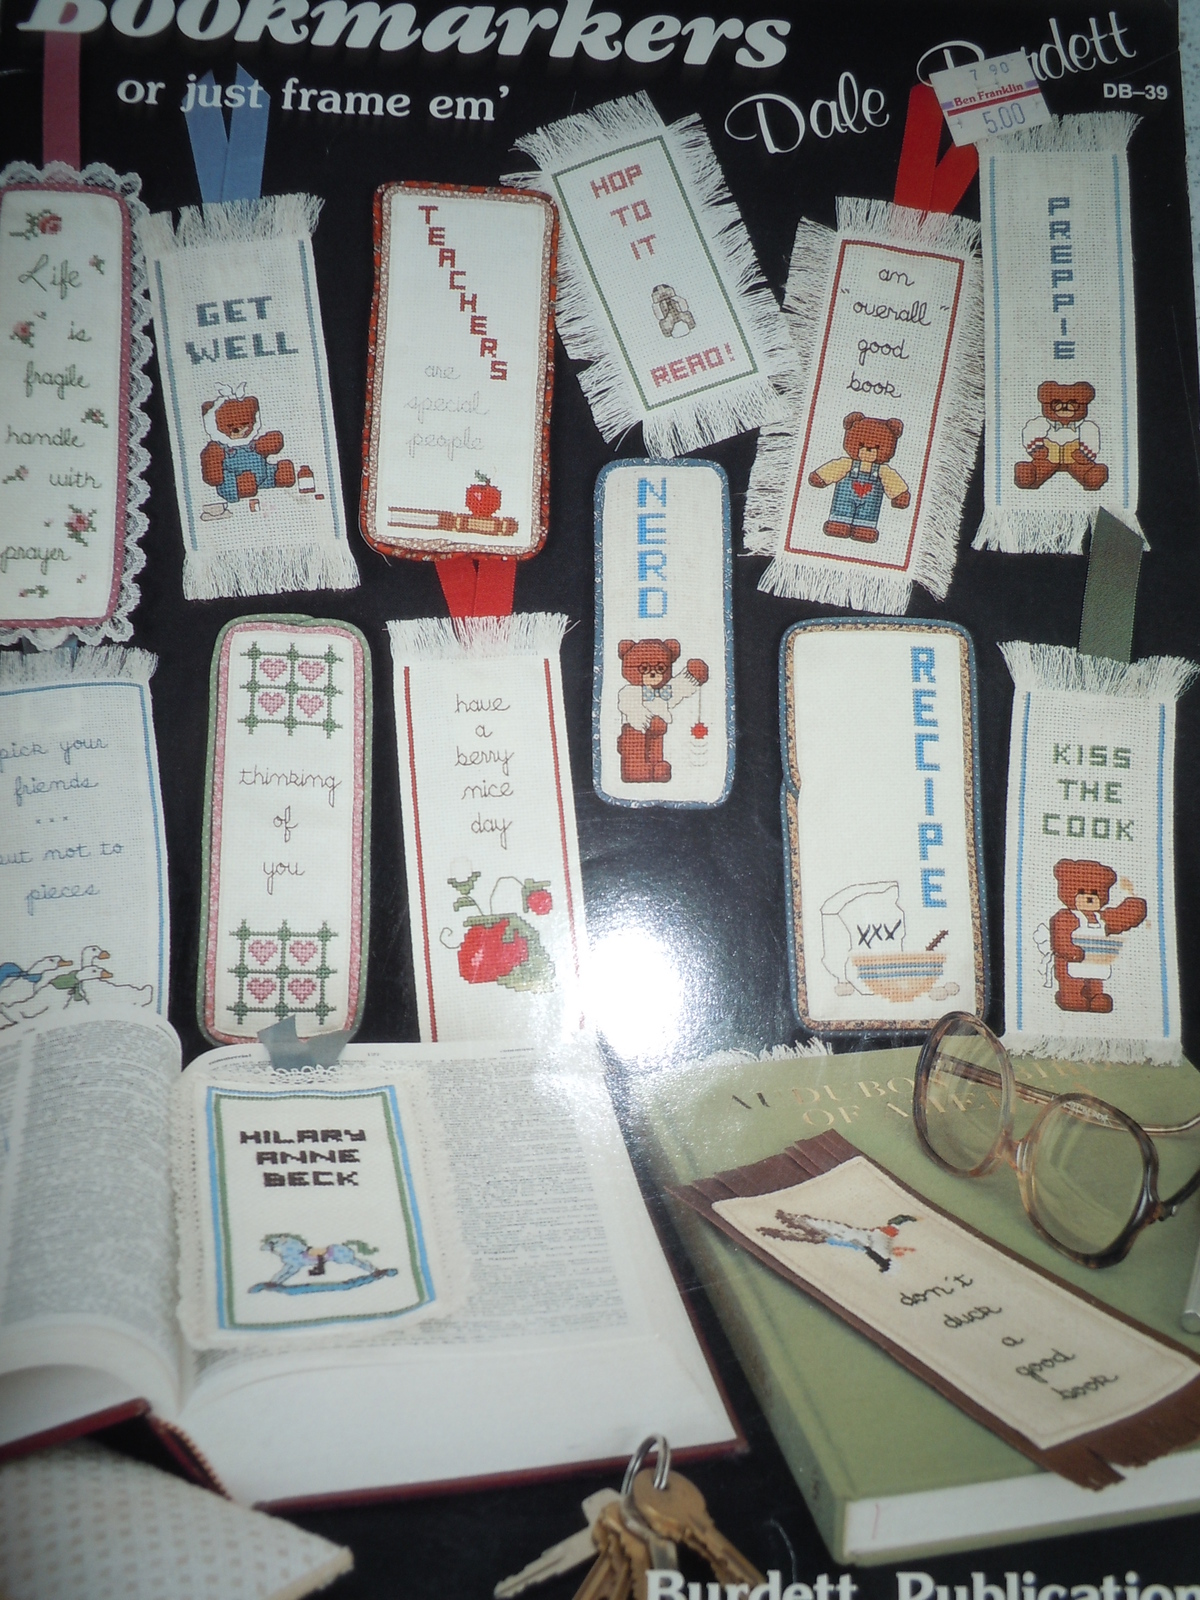 Bookmarkers
or just frame em'
Dale Burdett
DB-39
7 90
Ben Franklin
5.00
Life
is
fragile
handle
with
prayer
GET
WELL
TEACHERS
are
special
people
HOP
TO
IT
READ!
an
"overall"
good
book
PREPPIE
NERD
pick your
friends
...
but not to
pieces
thinking
of
you
have
a
berry
nice
day
RECIPE
XXX
KISS
THE
COOK
HILARY
ANNE
BECK
AUDUBON
OF
don't
duck
a
good
book
Burdett Publication